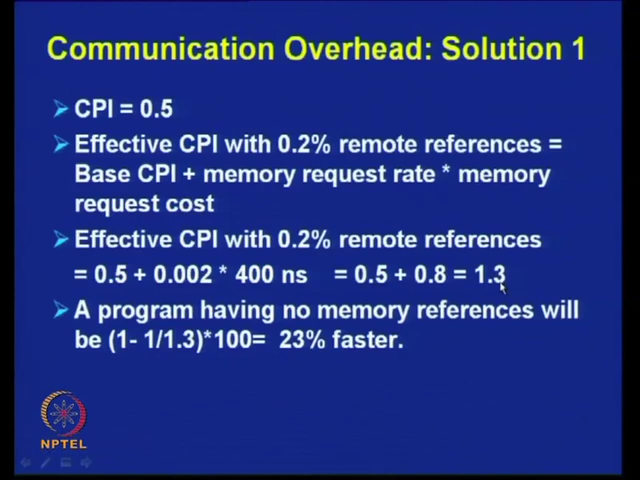 Communication Overhead: Solution 1
CPI = 0.5
Effective CPI with 0.2% remote references =
Base CPI + memory request rate * memory
request cost
Effective CPI with 0.2% remote references
= 0.5 + 0.002 * 400 ns = 0.5 + 0.8 = 1.3
A program having no memory references will
be (1- 1/1.3)*100= 23% faster.
NPTEL